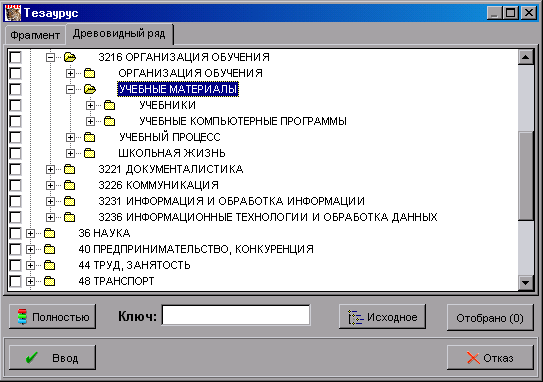 Тезаурус
Фрагмент Древовидный ряд
3216 ОРГАНИЗАЦИЯ ОБУЧЕНИЯ
ОРГАНИЗАЦИЯ ОБУЧЕНИЯ
УЧЕБНЫЕ МАТЕРИАЛЫ
УЧЕБНИКИ
УЧЕБНЫЕ КОМПЬЮТЕРНЫЕ ПРОГРАММЫ
УЧЕБНЫЙ ПРОЦЕСС
ШКОЛЬНАЯ ЖИЗНЬ
3221 ДОКУМЕНТАЛИСТИКА
3226 КОММУНИКАЦИЯ
3231 ИНФОРМАЦИЯ И ОБРАБОТКА ИНФОРМАЦИИ
3236 ИНФОРМАЦИОННЫЕ ТЕХНОЛОГИИ И ОБРАБОТКА ДАННЫХ
36 НАУКА
40 ПРЕДПРИНИМАТЕЛЬСТВО, КОНКУРЕНЦИЯ
44 ТРУД, ЗАНЯТОСТЬ
48 ТРАНСПОРТ
Полностью Ключ: Исходное Отобрано (0)
Ввод Отказ